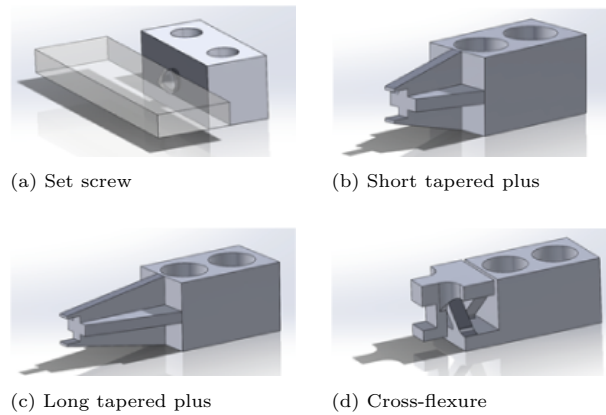 (a) Set screw
(b) Short tapered plus
(c) Long tapered plus
(d) Cross-flexure